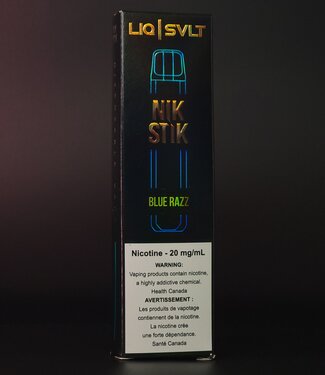 LIQ | SVLT
NIK
STIK
BLUE RAZZ
Nicotine - 20 mg/mL
WARNING:
Vaping products contain nicotine,
a highly addictive chemical.
Health Canada
AVERTISSEMENT :
Les produits de vapotage
contiennent de la nicotine.
La nicotine crée
une forte dépendance.
Santé Canada